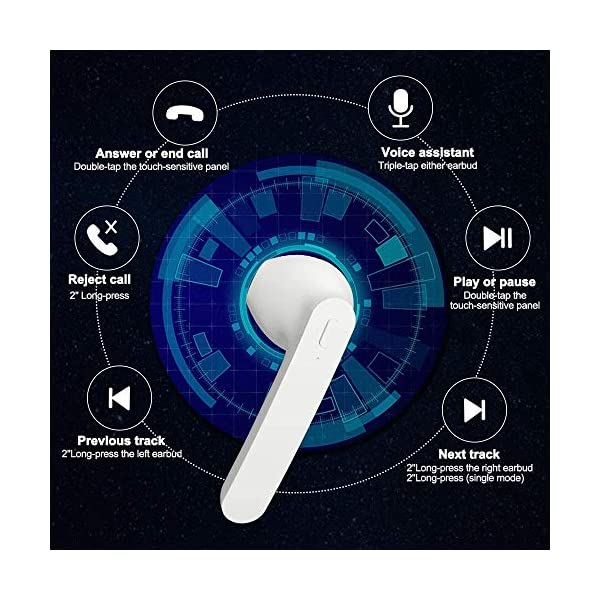 Answer or end call
Double-tap the touch-sensitive panel
Voice assistant
Triple-tap either earbud
Reject call
2" Long-press
Play or pause
Double-tap the
touch-sensitive panel
Previous track
2"Long-press the left earbud
Next track
2"Long-press the right earbud
2"Long-press (single mode)